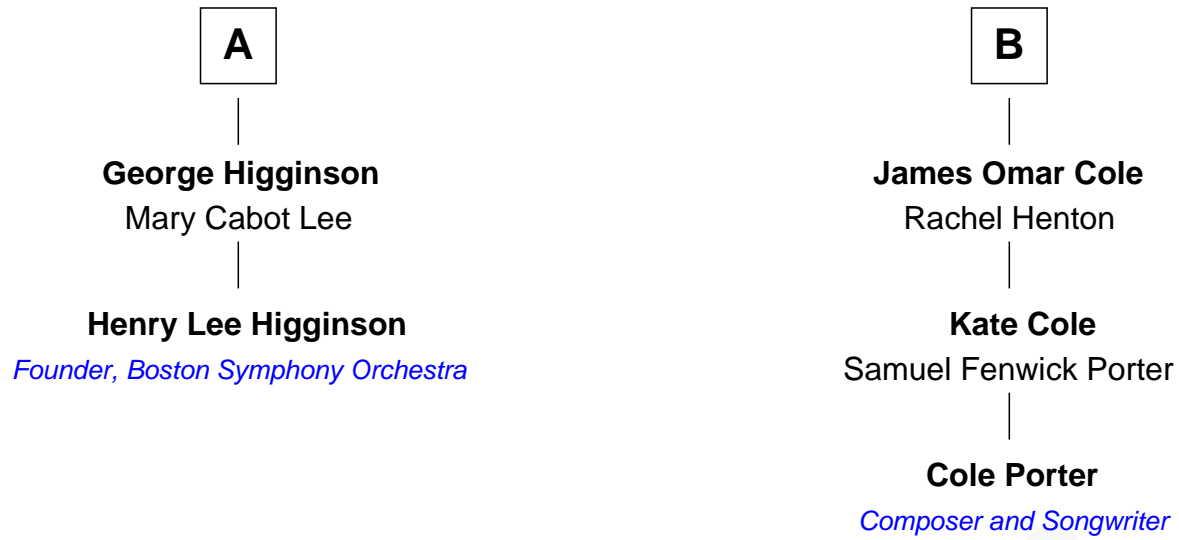 A
George Higginson
Mary Cabot Lee
Henry Lee Higginson
Founder, Boston Symphony Orchestra
B
James Omar Cole
Rachel Henton
Kate Cole
Samuel Fenwick Porter
Cole Porter
Composer and Songwriter